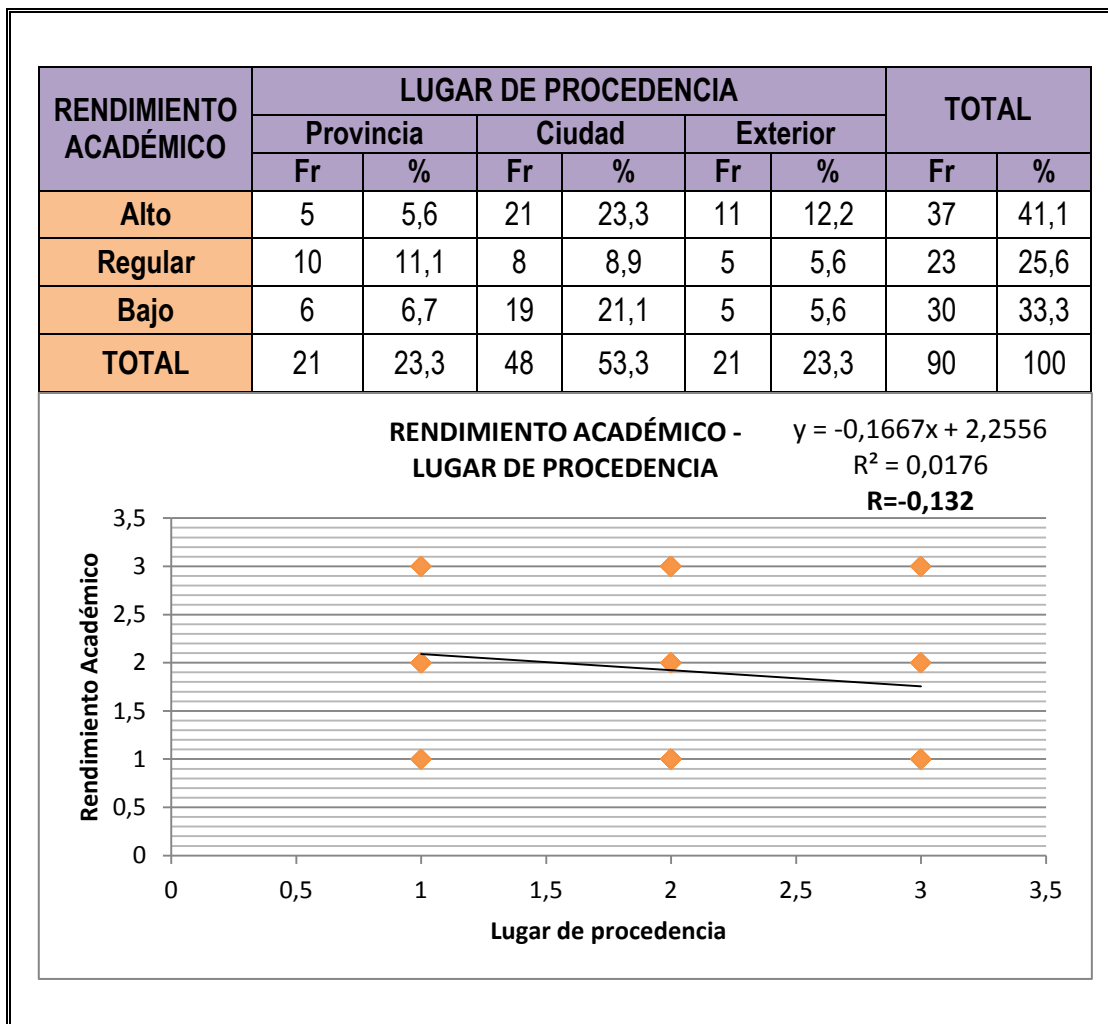 RENDIMIENTO ACADÉMICO LUGAR DE PROCEDENCIA TOTAL
Provincia Ciudad Exterior
Fr % Fr % Fr % Fr %
Alto 5 5,6 21 23,3 11 12,2 37 41,1
Regular 10 11,1 8 8,9 5 5,6 23 25,6
Bajo 6 6,7 19 21,1 5 5,6 30 33,3
TOTAL 21 23,3 48 53,3 21 23,3 90 100
RENDIMIENTO ACADÉMICO -
LUGAR DE PROCEDENCIA
y = -0,1667x + 2,2556
R² = 0,0176
R=-0,132
Rendimiento Académico
3,5
3
2,5
2
1,5
1
0,5
0
0 0,5 1 1,5 2 2,5 3 3,5
Lugar de procedencia